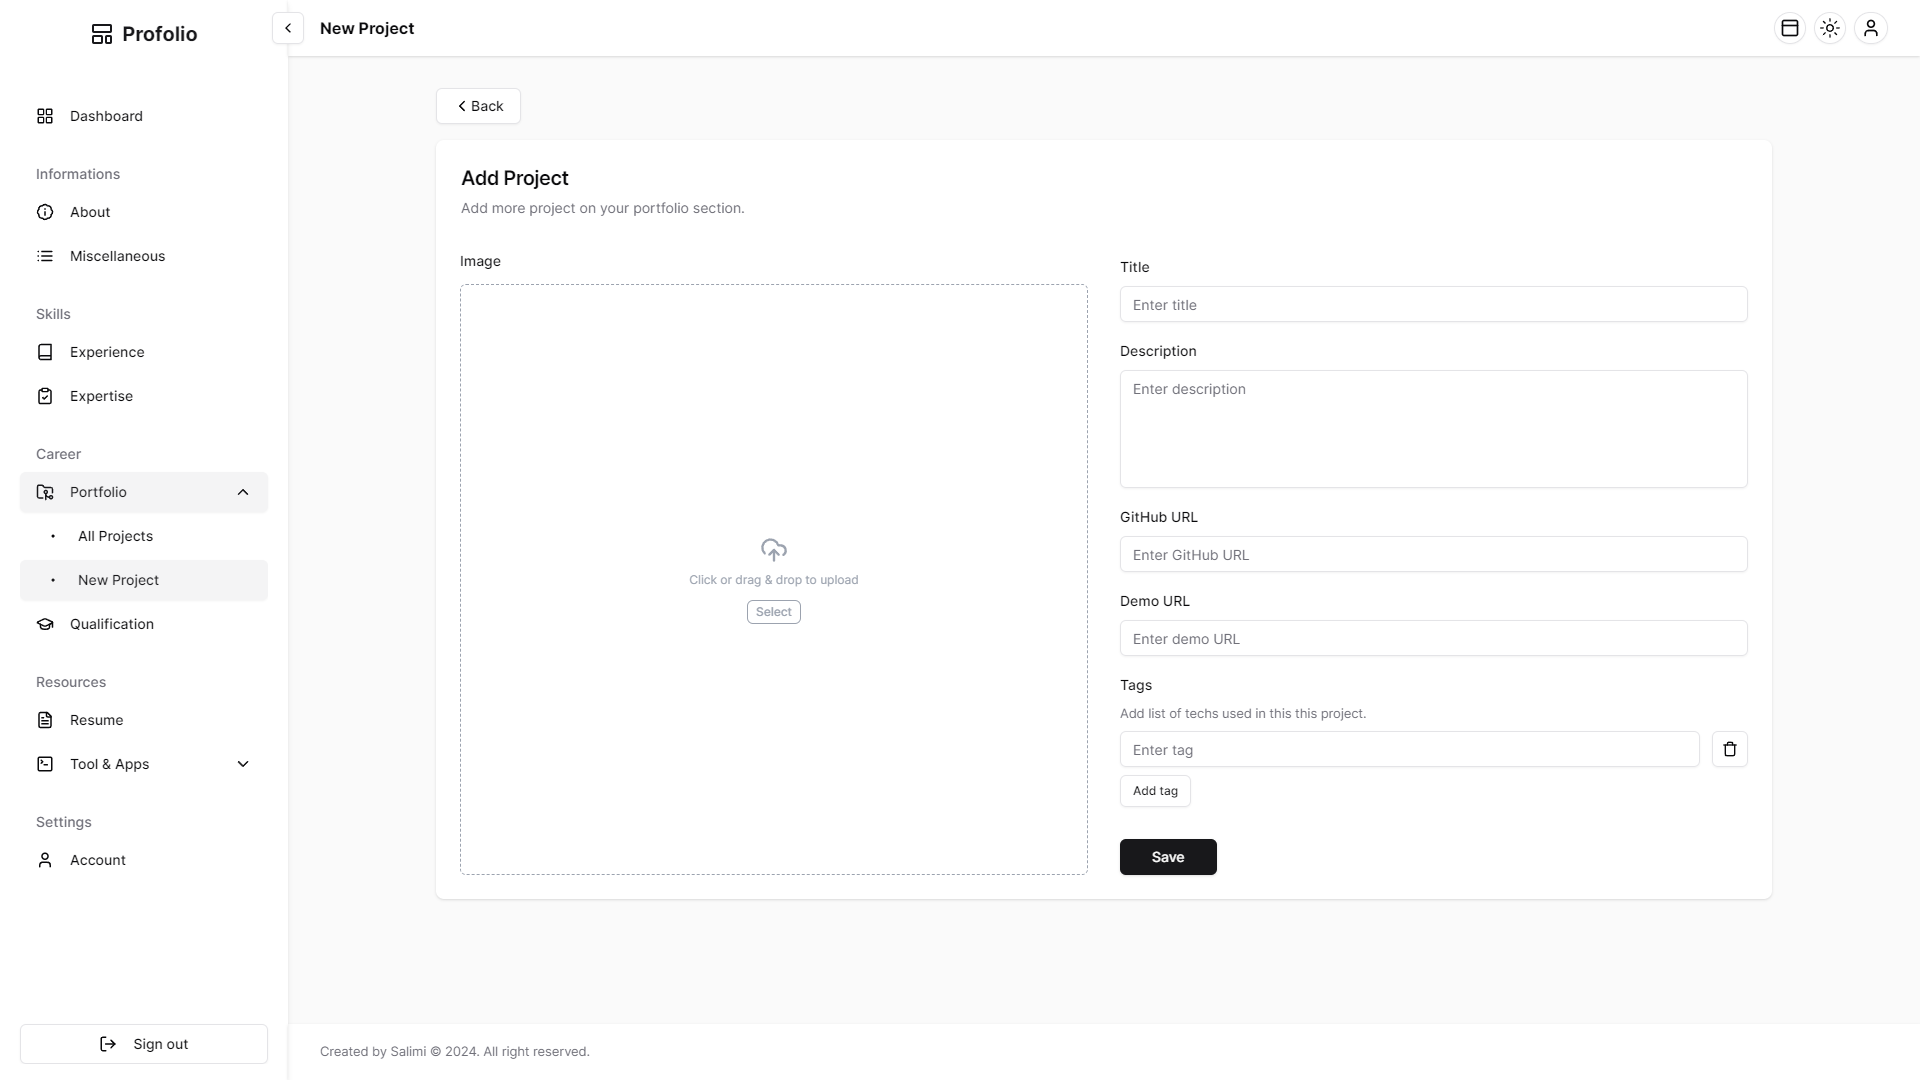 Profolio
Dashboard
Informations
About
Miscellaneous
Skills
Experience
Expertise
Career
Portfolio
All Projects
New Project
Qualification
Resources
Resume
Tool & Apps
Settings
Account
Sign out
New Project
Back
Add Project
Add more project on your portfolio section.
Image
Click or drag & drop to upload
Select
Title
Enter title
Description
Enter description
GitHub URL
Enter GitHub URL
Demo URL
Enter demo URL
Tags
Add list of techs used in this this project.
Enter tag
Add tag
Save
Created by Salimi © 2024. All right reserved.